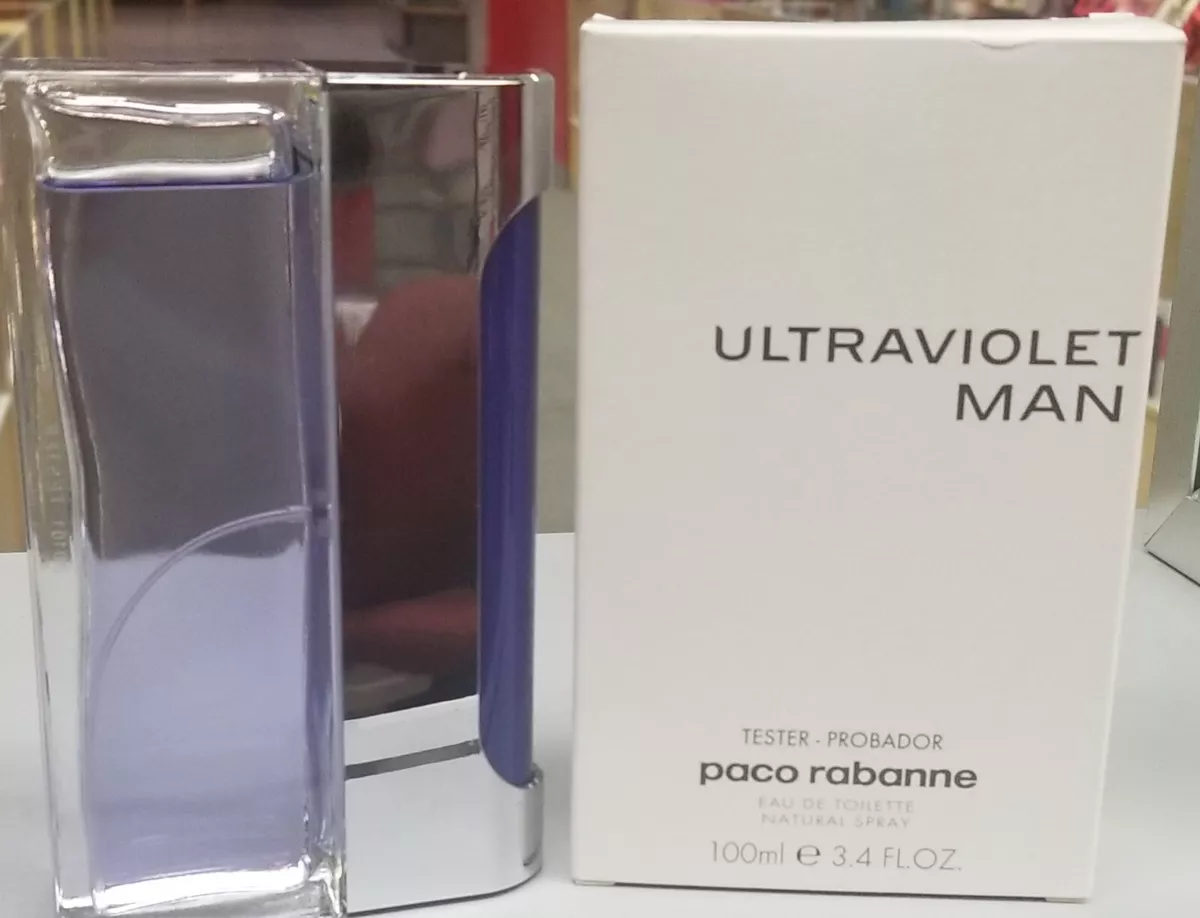 ULTRAVIOLET
MAN
TESTER - PROBADOR
paco rabanne
EAU DE TOILETTE
NATURAL SPRAY
100ml e 3.4 FL.OZ.